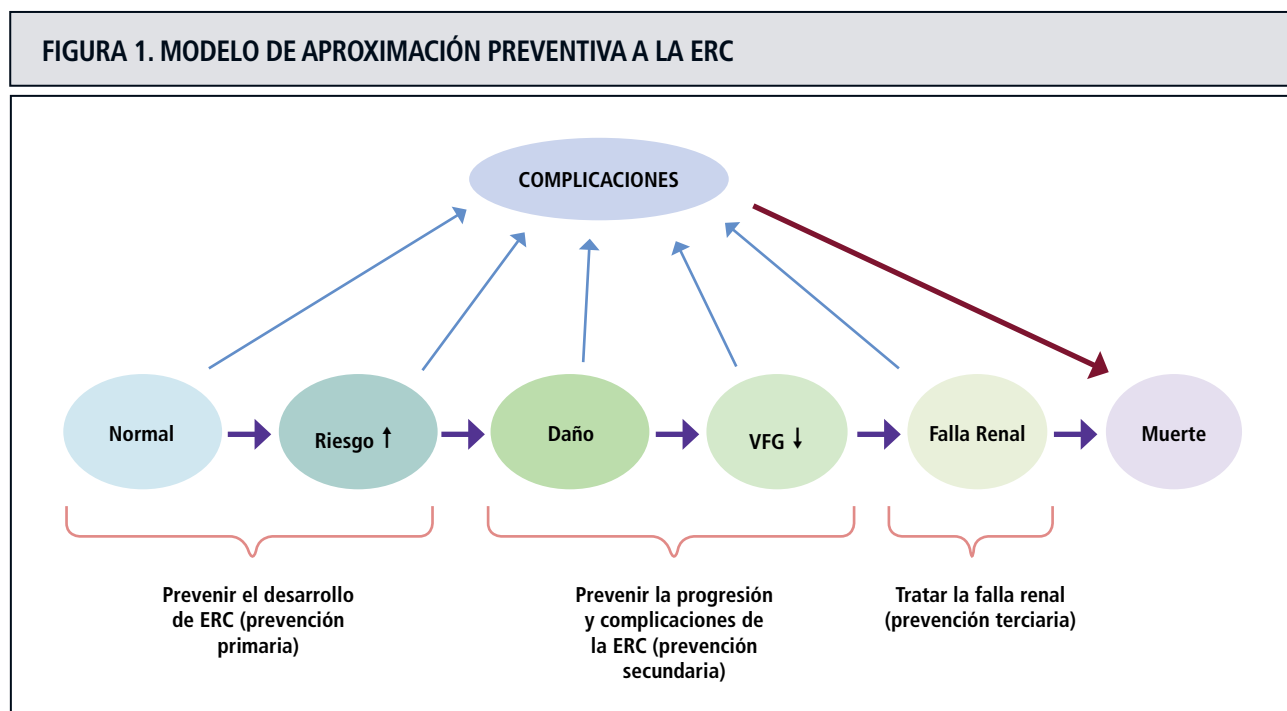 FIGURA 1. MODELO DE APROXIMACIÓN PREVENTIVA A LA ERC
COMPLICACIONES
Normal
Riesgo ↑
Daño
VFG ↓
Falla Renal
Muerte
Prevenir el desarrollo
de ERC (prevención
primaria)
Prevenir la progresión
y complicaciones de
la ERC (prevención
secundaria)
Tratar la falla renal
(prevención terciaria)